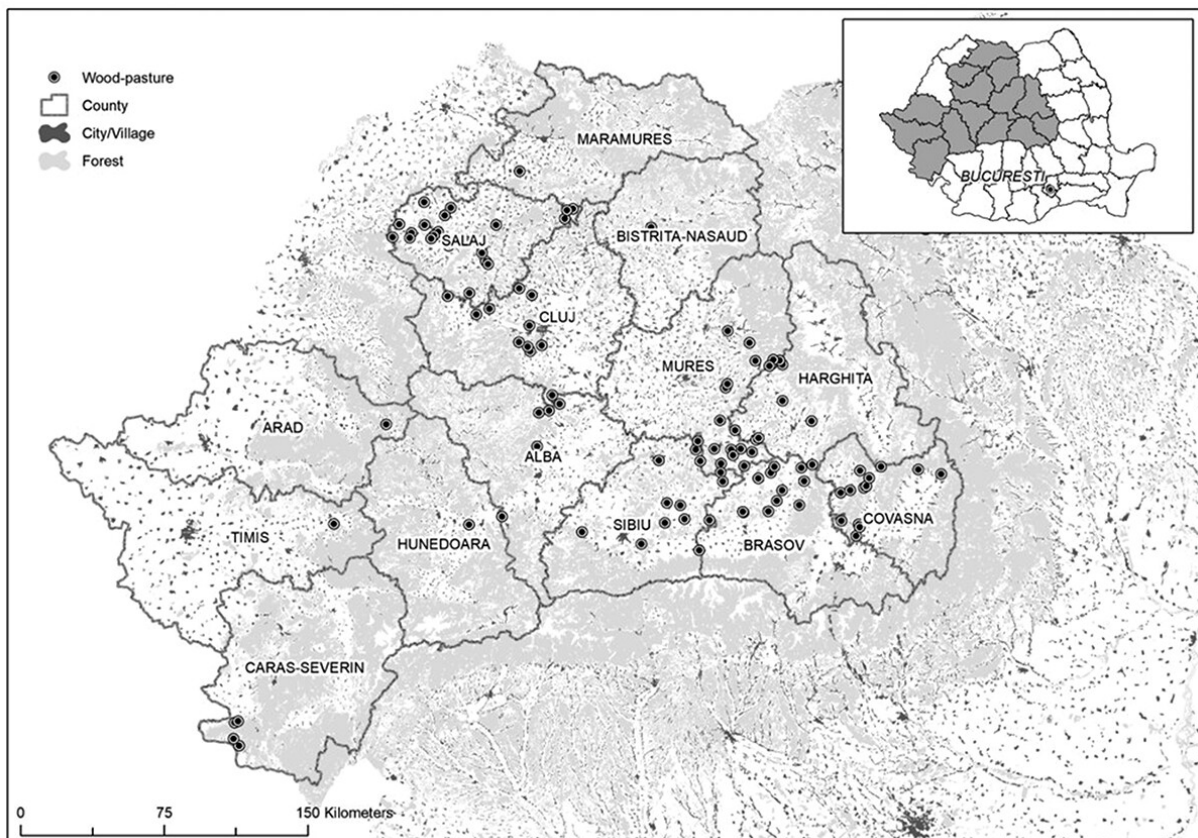 Wood-pasture
County
City/Village
Forest
BUCURESTI
MARAMURES
SALAJ
BISTRITA-NASAUD
CLUJ
MURES
HARGHITA
ARAD
ALBA
TIMIS
HUNEDOARA
SIBIU
BRASOV
COVASNA
CARAS-SEVERIN
0 75 150 Kilometers